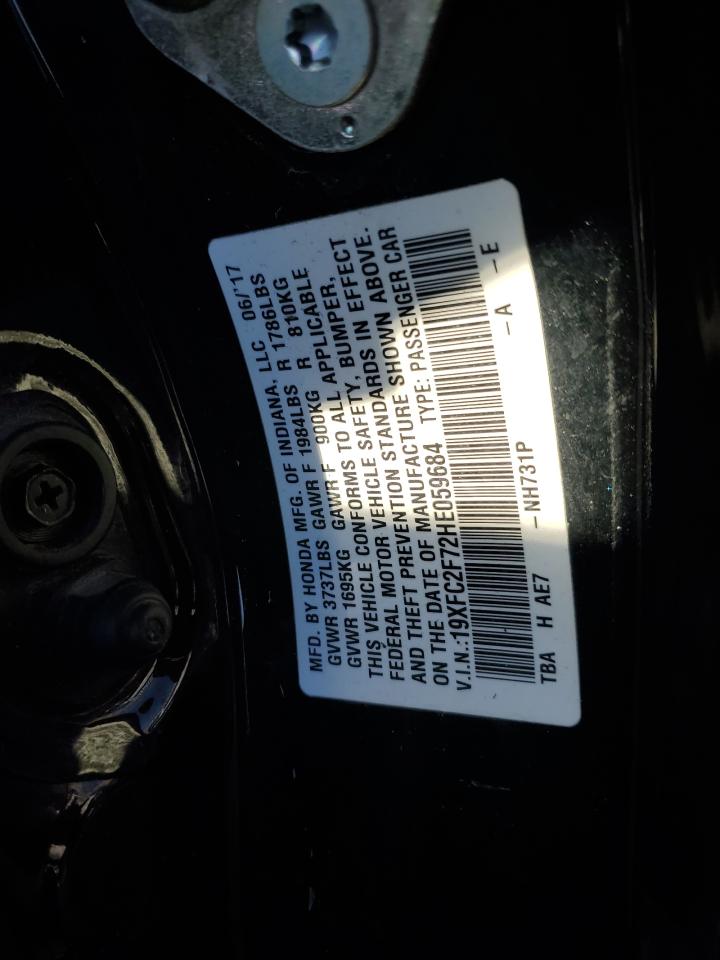 MFD. BY HONDA MFG. OF INDIANA, LLC 06/'17
GVWR 3737LBS GAWR F 1984LBS R 1786LBS
GVWR 1695KG GAWR F 900KG R 810KG
THIS VEHICLE CONFORMS TO ALL APPLICABLE
FEDERAL MOTOR VEHICLE SAFETY, BUMPER,
AND THEFT PREVENTION STANDARDS IN EFFECT
ON THE DATE OF MANUFACTURE SHOWN ABOVE.
V.I.N.:19XFC2F72HE059684 TYPE: PASSENGER CAR
TBA H AE7 - NH731P - A - E